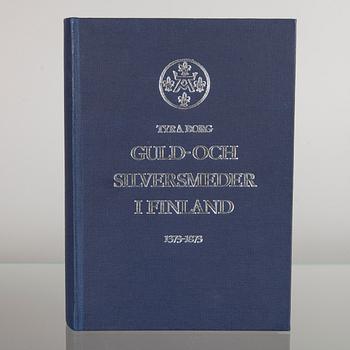 TYRA BORG
GULD-OCH
SILVERSMEDER
I FINLAND
1373-1873